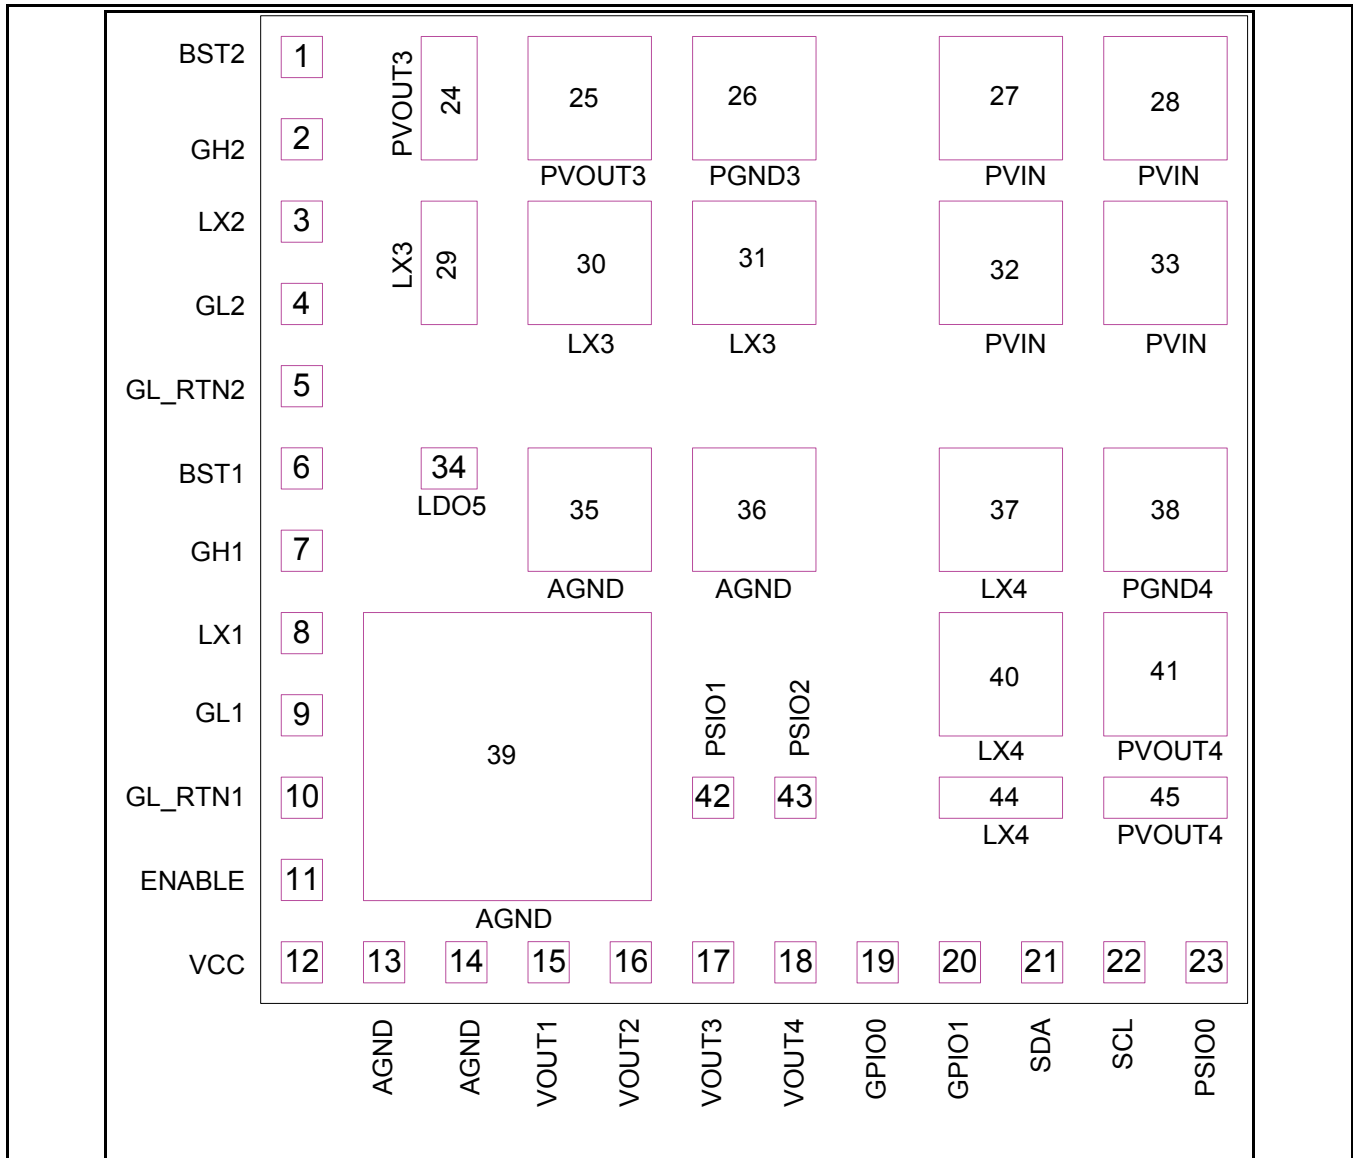 BST2 1 PVOUT3 24 25 26 27 28
GH2 2 PVOUT3 PGND3 PVIN PVIN
LX2 3 LX3 29 30 31 32 33
GL2 4 LX3 LX3 PVIN PVIN
GL_RTN2 5
BST1 6 34 35 36 37 38
LDO5
GH1 7 AGND AGND LX4 PGND4
LX1 8 39 40 41
GL1 9 PSIO1 PSIO2 LX4 PVOUT4
GL_RTN1 10 42 43 44 45
LX4 PVOUT4
ENABLE 11
AGND
VCC 12 13 14 15 16 17 18 19 20 21 22 23
AGND AGND VOUT1 VOUT2 VOUT3 VOUT4 GPIO0 GPIO1 SDA SCL PSIO0